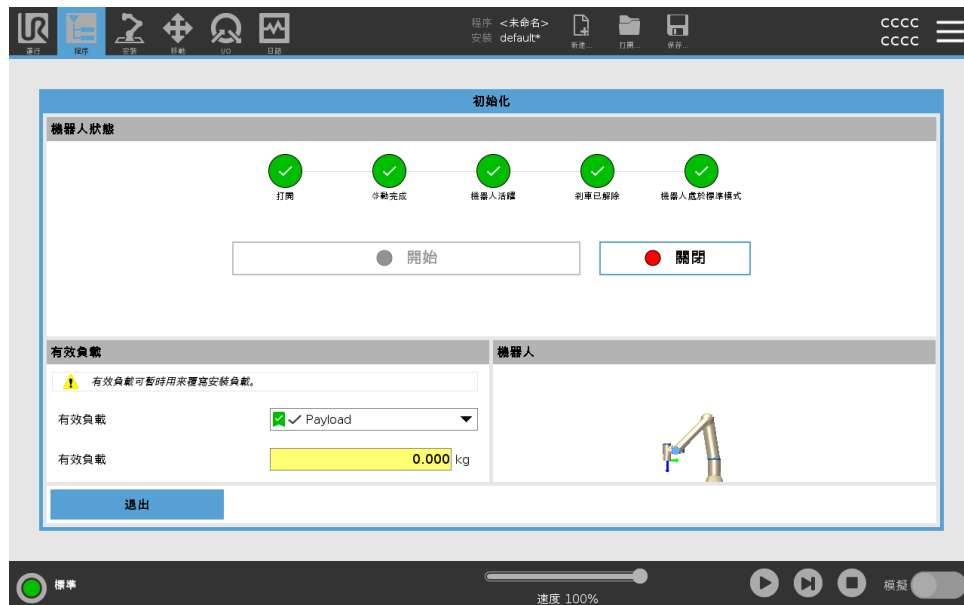 程序 <未命名>
安裝 default*
CCCC
CCCC
運行 程序 安裝 移動 I/O 日誌 新建... 打開... 保存...
初始化
機器人狀態
打開 啓動完成 機器人活躍 剎車已解除 機器人處於標準模式
開始 關閉
有效負載 機器人
有效負載可暫時用來覆寫安裝負載。
有效負載 Payload
有效負載 0.000 kg
退出
標準 速度 100% 模擬